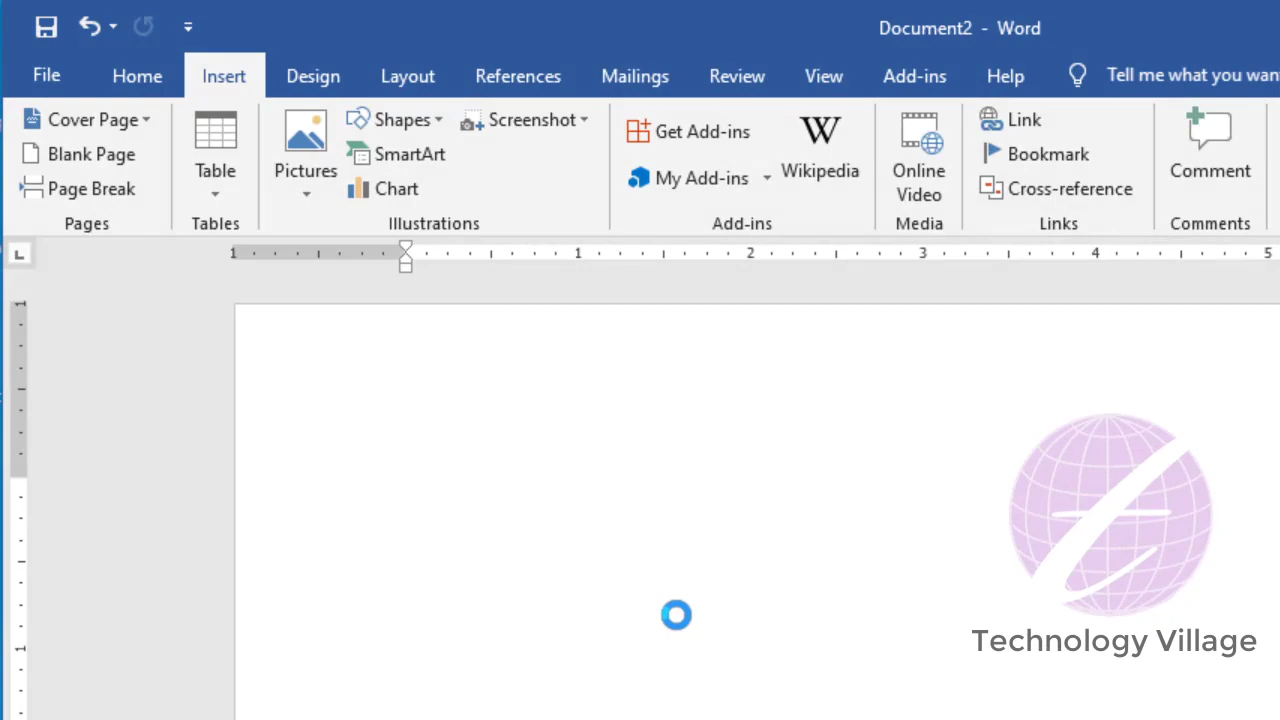 Document2 - Word
File Home Insert Design Layout References Mailings Review View Add-ins Help Tell me what you wan
Cover Page
Blank Page
Page Break
Pages
Table
Tables
Pictures
Shapes
SmartArt
Chart
Screenshot
Illustrations
Get Add-ins
My Add-ins
W
Wikipedia
Add-ins
Online
Video
Media
Link
Bookmark
Cross-reference
Links
Comment
Comments
L
1 1 2 3 4 5
1
1
Technology Village